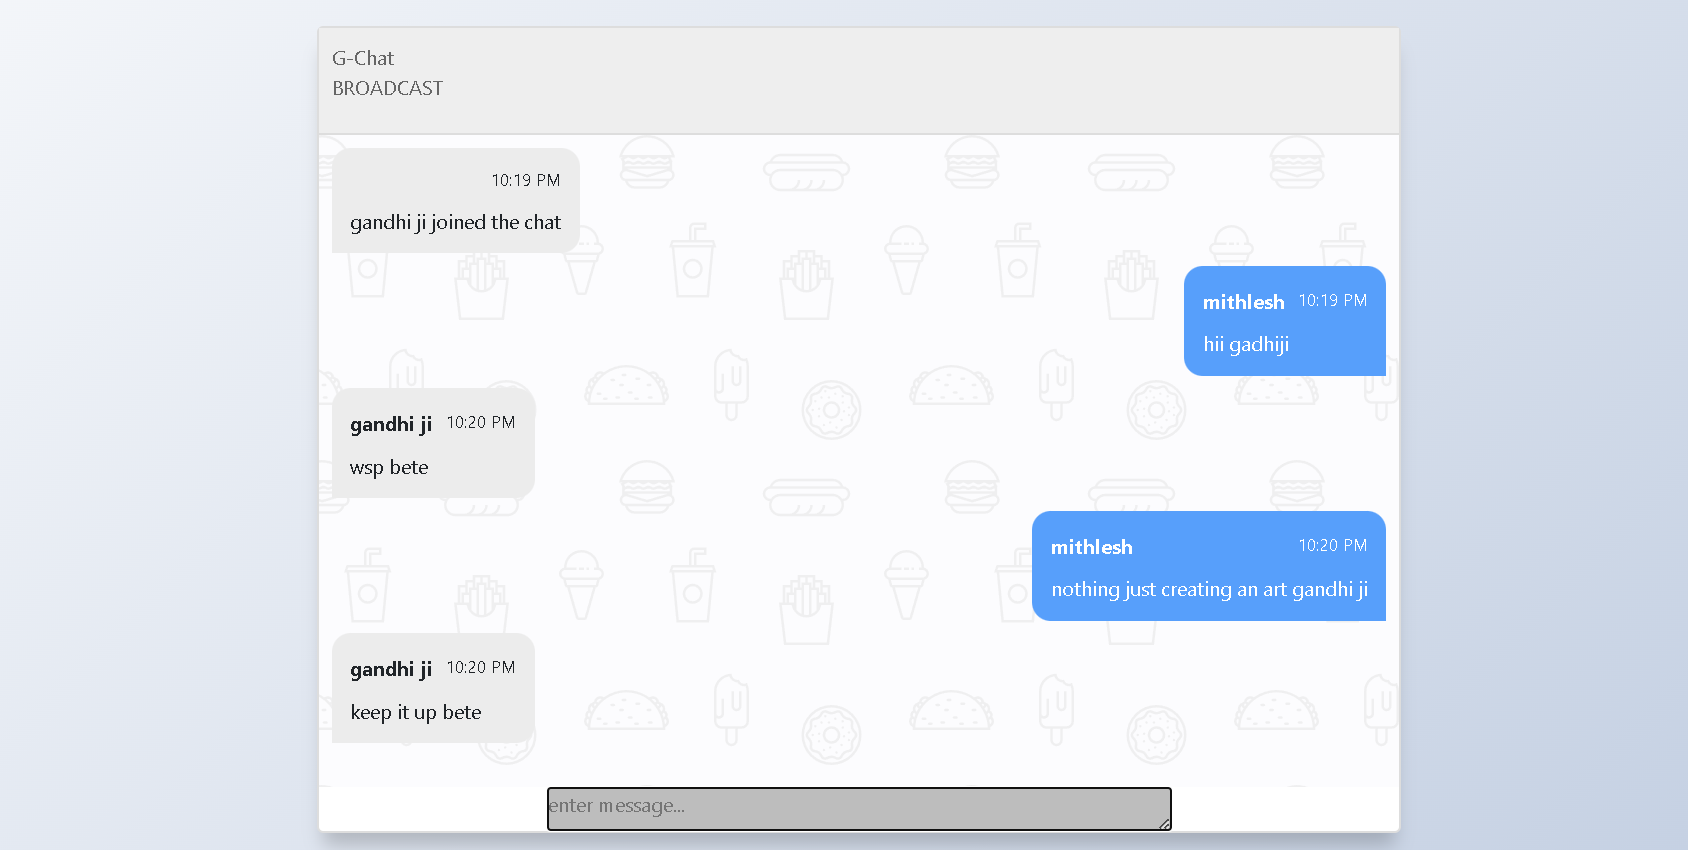 G-Chat
BROADCAST
10:19 PM
gandhi ji joined the chat
mithlesh 10:19 PM
hii gadhiji
gandhi ji 10:20 PM
wsp bete
mithlesh 10:20 PM
nothing just creating an art gandhi ji
gandhi ji 10:20 PM
keep it up bete
enter message...